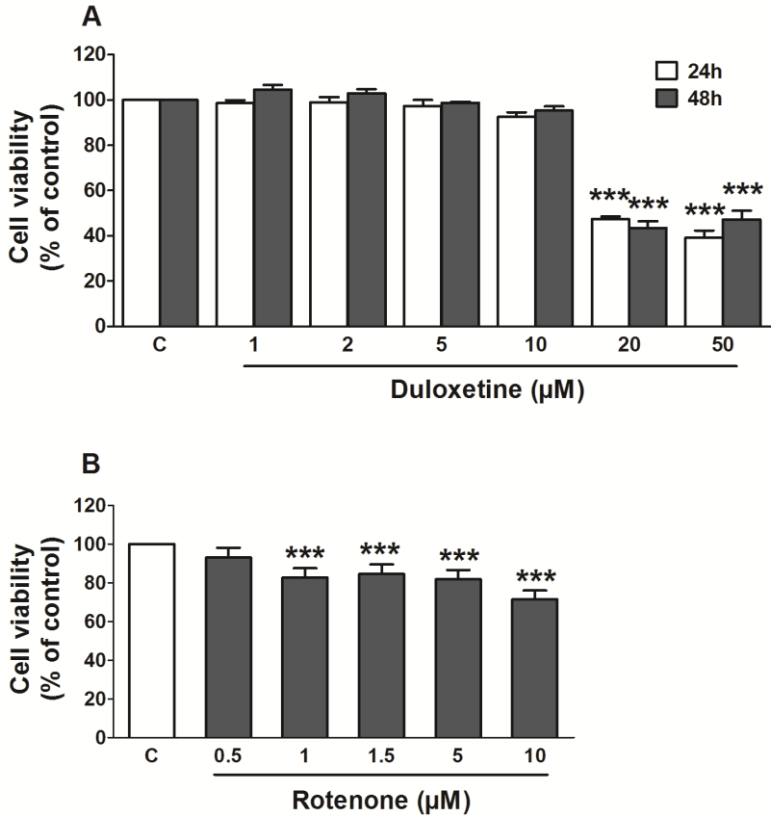 A
Cell viability
(% of control)
120
100
80
60
40
20
0
24h
48h
*** *** *** ***
C 1 2 5 10 20 50
Duloxetine (µM)
B
Cell viability
(% of control)
120
100
80
60
40
20
0
*** *** *** ***
C 0.5 1 1.5 5 10
Rotenone (µM)